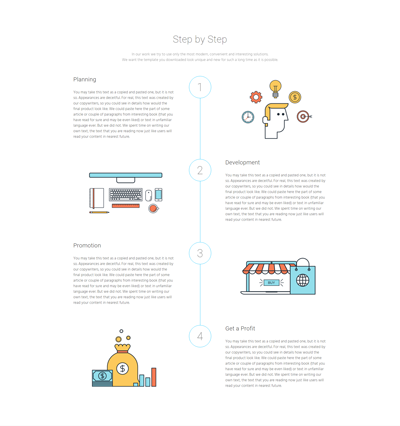 Step by Step
In our work we try to use only the most modern, convenient and interesting solutions.
We want the template you downloaded look unique and new for such a long time as it is possible.
Planning
1
You may take this text as a copied and pasted one, but it is not
so. Appearances are deceitful. For real, this text was created by
our copywriters, so you could see in details how would the
final product look like. We could paste here the part of some
article or couple of paragraphs from interesting book (that you
have read for sure and may be even liked) or text in unfamiliar
language ever. But we did not. We spent time on writing our
own text, the text that you are reading now just like users will
read your content in nearest future.
2
Development
You may take this text as a copied and pasted one, but it is not
so. Appearances are deceitful. For real, this text was created by
our copywriters, so you could see in details how would the
final product look like. We could paste here the part of some
article or couple of paragraphs from interesting book (that you
have read for sure and may be even liked) or text in unfamiliar
language ever. But we did not. We spent time on writing our
own text, the text that you are reading now just like users will
read your content in nearest future.
Promotion
3
You may take this text as a copied and pasted one, but it is not
so. Appearances are deceitful. For real, this text was created by
our copywriters, so you could see in details how would the
final product look like. We could paste here the part of some
article or couple of paragraphs from interesting book (that you
have read for sure and may be even liked) or text in unfamiliar
language ever. But we did not. We spent time on writing our
own text, the text that you are reading now just like users will
read your content in nearest future.
BUY
4
Get a Profit
You may take this text as a copied and pasted one, but it is not
so. Appearances are deceitful. For real, this text was created by
our copywriters, so you could see in details how would the
final product look like. We could paste here the part of some
article or couple of paragraphs from interesting book (that you
have read for sure and may be even liked) or text in unfamiliar
language ever. But we did not. We spent time on writing our
own text, the text that you are reading now just like users will
read your content in nearest future.
$
$